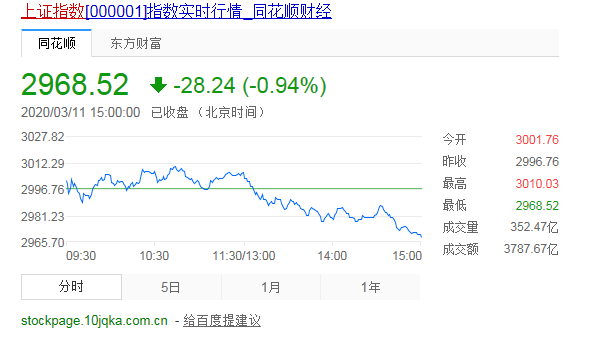 上证指数[000001]指数实时行情_同花顺财经
同花顺 东方财富
2968.52 -28.24 (-0.94%)
2020/03/11 15:00:00 已收盘 （北京时间）
3027.82
3012.29
2996.76
2981.23
2965.70
09:30 10:30 11:30/13:00 14:00 15:00
今开 3001.76
昨收 2996.76
最高 3010.03
最低 2968.52
成交量 352.47亿
成交额 3787.67亿
分时 5日 1月 1年
stockpage.10jqka.com.cn - 给百度提建议